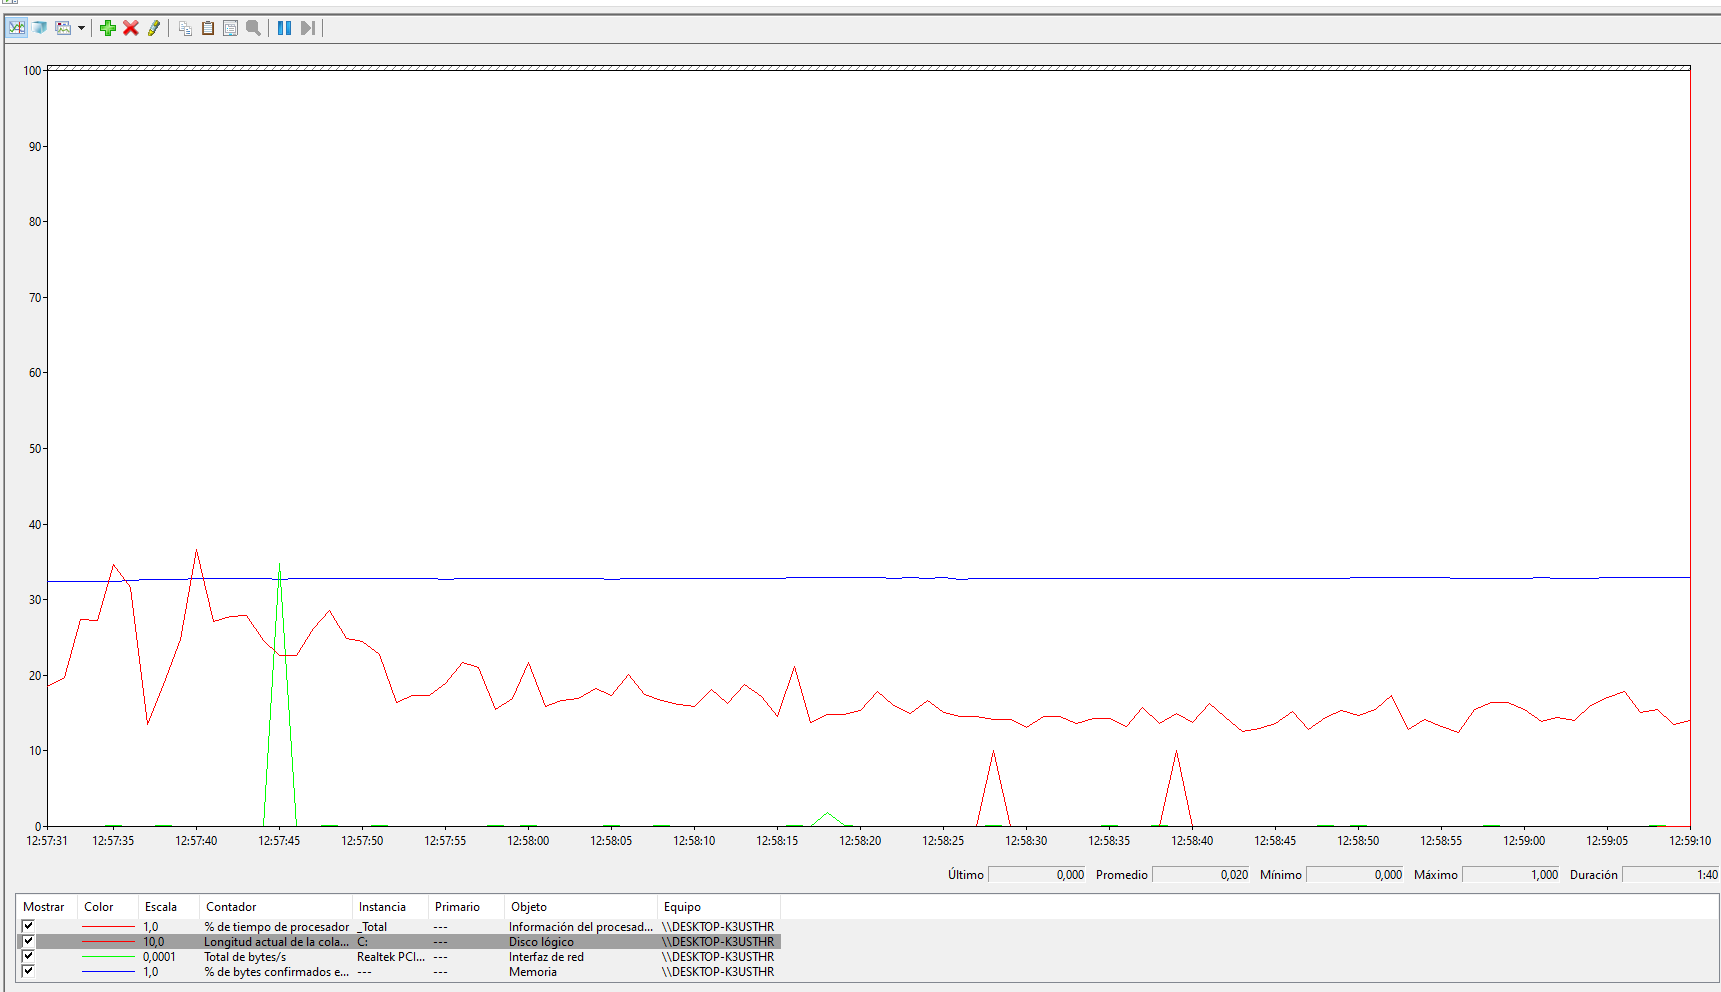 100
90
80
70
60
50
40
30
20
10
0
12:57:31 12:57:35 12:57:40 12:57:45 12:57:50 12:57:55 12:58:00 12:58:05 12:58:10 12:58:15 12:58:20 12:58:25 12:58:30 12:58:35 12:58:40 12:58:45 12:58:50 12:58:55 12:59:00 12:59:05 12:59:10
Último 0,000 Promedio 0,020 Mínimo 0,000 Máximo 1,000 Duración 1:40
Mostrar Color Escala Contador Instancia Primario Objeto Equipo
1,0 % de tiempo de procesador _Total --- Información del procesad... \\DESKTOP-K3USTHR
10,0 Longitud actual de la cola... C: --- Disco lógico \\DESKTOP-K3USTHR
0,0001 Total de bytes/s Realtek PCI... --- Interfaz de red \\DESKTOP-K3USTHR
1,0 % de bytes confirmados e... --- --- Memoria \\DESKTOP-K3USTHR